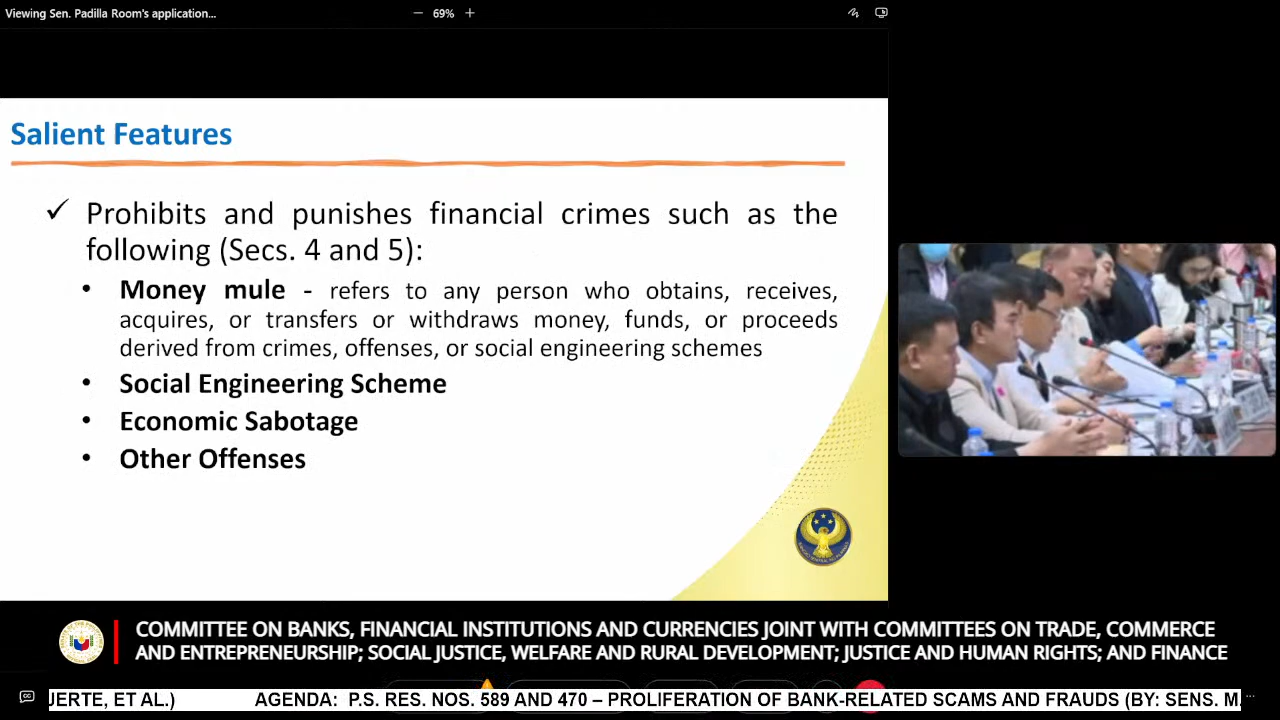 Viewing Sen. Padilla Room's application...
— 69% +
Salient Features
✓ Prohibits and punishes financial crimes such as the
following (Secs. 4 and 5):
• Money mule - refers to any person who obtains, receives,
acquires, or transfers or withdraws money, funds, or proceeds
derived from crimes, offenses, or social engineering schemes
• Social Engineering Scheme
• Economic Sabotage
• Other Offenses
COMMITTEE ON BANKS, FINANCIAL INSTITUTIONS AND CURRENCIES JOINT WITH COMMITTEES ON TRADE, COMMERCE
AND ENTREPRENEURSHIP; SOCIAL JUSTICE, WELFARE AND RURAL DEVELOPMENT; JUSTICE AND HUMAN RIGHTS; AND FINANCE
CC
JERTE, ET AL.) AGENDA: P.S. RES. NOS. 589 AND 470 – PROLIFERATION OF BANK-RELATED SCAMS AND FRAUDS (BY: SENS. M.